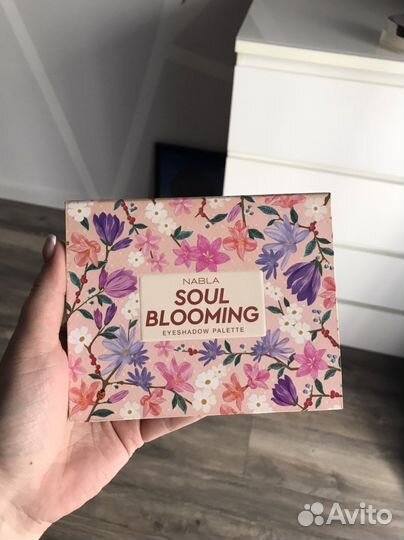 NABLA
SOUL
BLOOMING
EYESHADOW PALETTE
Avito